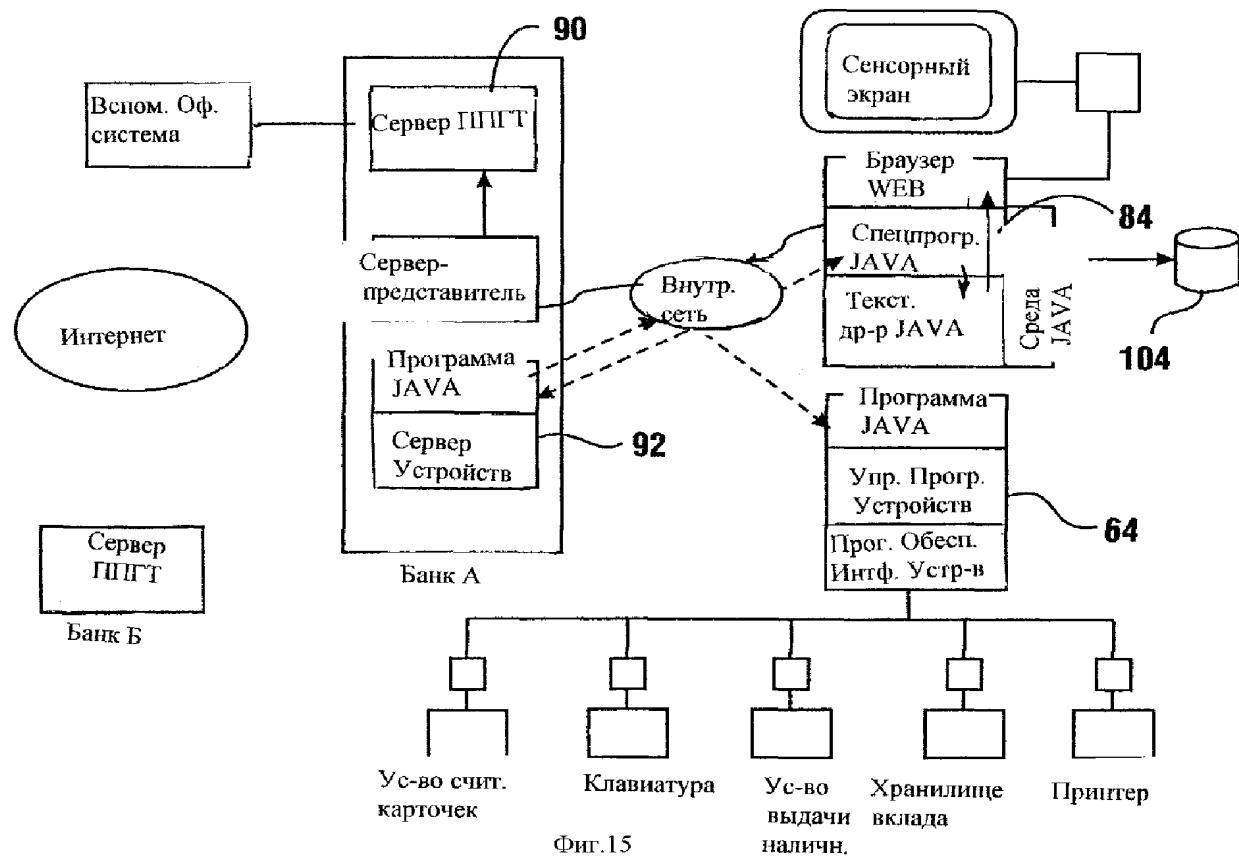 90
Вспом. Оф.
система
Сервер ППГТ
Сенсорный
экран
Браузер
WEB
84
Спецпрогр.
JAVA
Сервер-
представитель
Внутр.
сеть
Текст.
др-р JAVA
Среда
JAVA
104
Интернет
Программа
JAVA
92
Сервер
Устройств
Программа
JAVA
Упр. Прогр.
Устройств
64
Прог. Обесп.
Интф. Устр-в
Сервер
ППГТ
Банк А
Банк Б
Ус-во счит.
карточек
Клавиатура
Ус-во
выдачи
наличн.
Хранилище
вклада
Принтер
Фиг.15